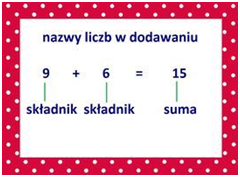 nazwy liczb w dodawaniu
9 + 6 = 15
składnik składnik suma